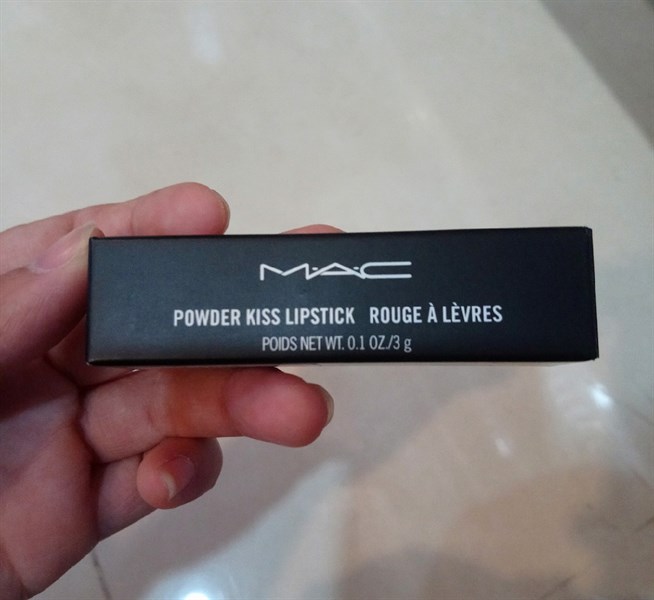 M·A·C
POWDER KISS LIPSTICK ROUGE À LÈVRES
POIDS NET WT. 0.1 OZ./3 g